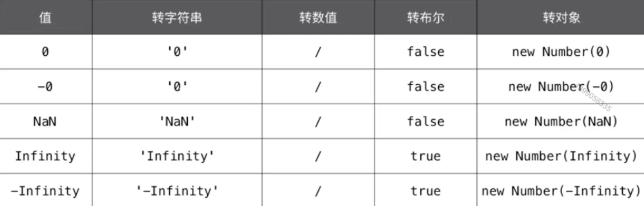 值 转字符串 转数值 转布尔 转对象
0 '0' / false new Number(0)
-0 '0' / false new Number(-0)
NaN 'NaN' / false new Number(NaN)
Infinity 'Infinity' / true new Number(Infinity)
-Infinity '-Infinity' / true new Number(-Infinity)